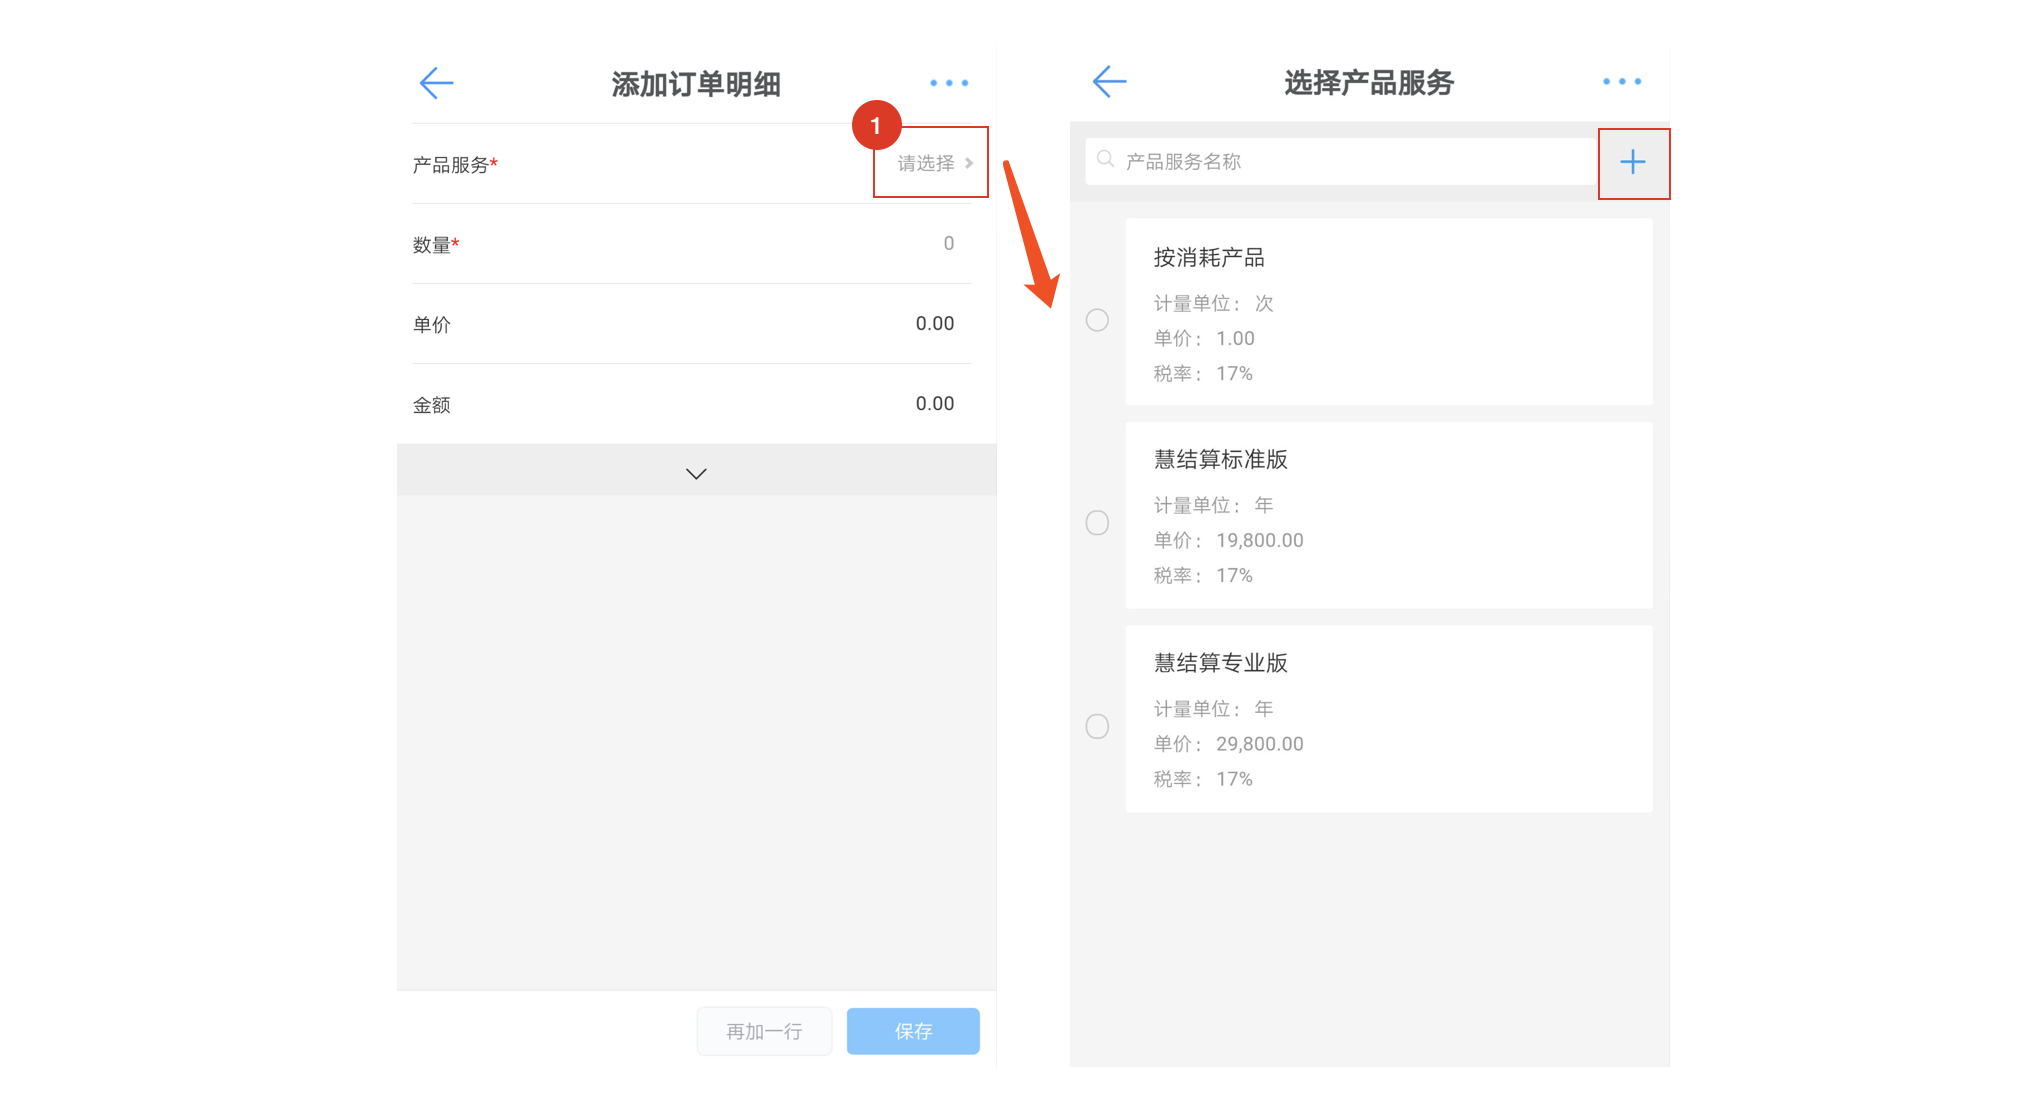 添加订单明细
1
产品服务*
请选择
数量*
0
单价
0.00
金额
0.00
再加一行
保存
选择产品服务
产品服务名称
按消耗产品
计量单位： 次
单价： 1.00
税率： 17%
慧结算标准版
计量单位： 年
单价： 19,800.00
税率： 17%
慧结算专业版
计量单位： 年
单价： 29,800.00
税率： 17%